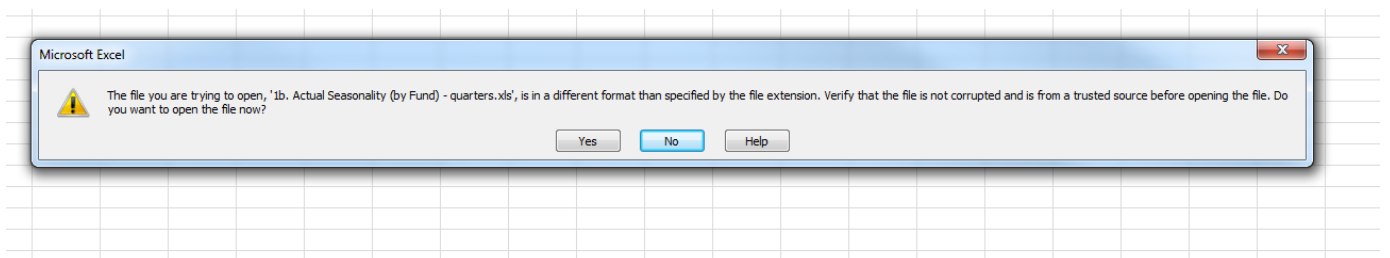 Microsoft Excel
The file you are trying to open, '1b. Actual Seasonality (by Fund) - quarters.xls', is in a different format than specified by the file extension. Verify that the file is not corrupted and is from a trusted source before opening the file. Do
you want to open the file now?
Yes No Help